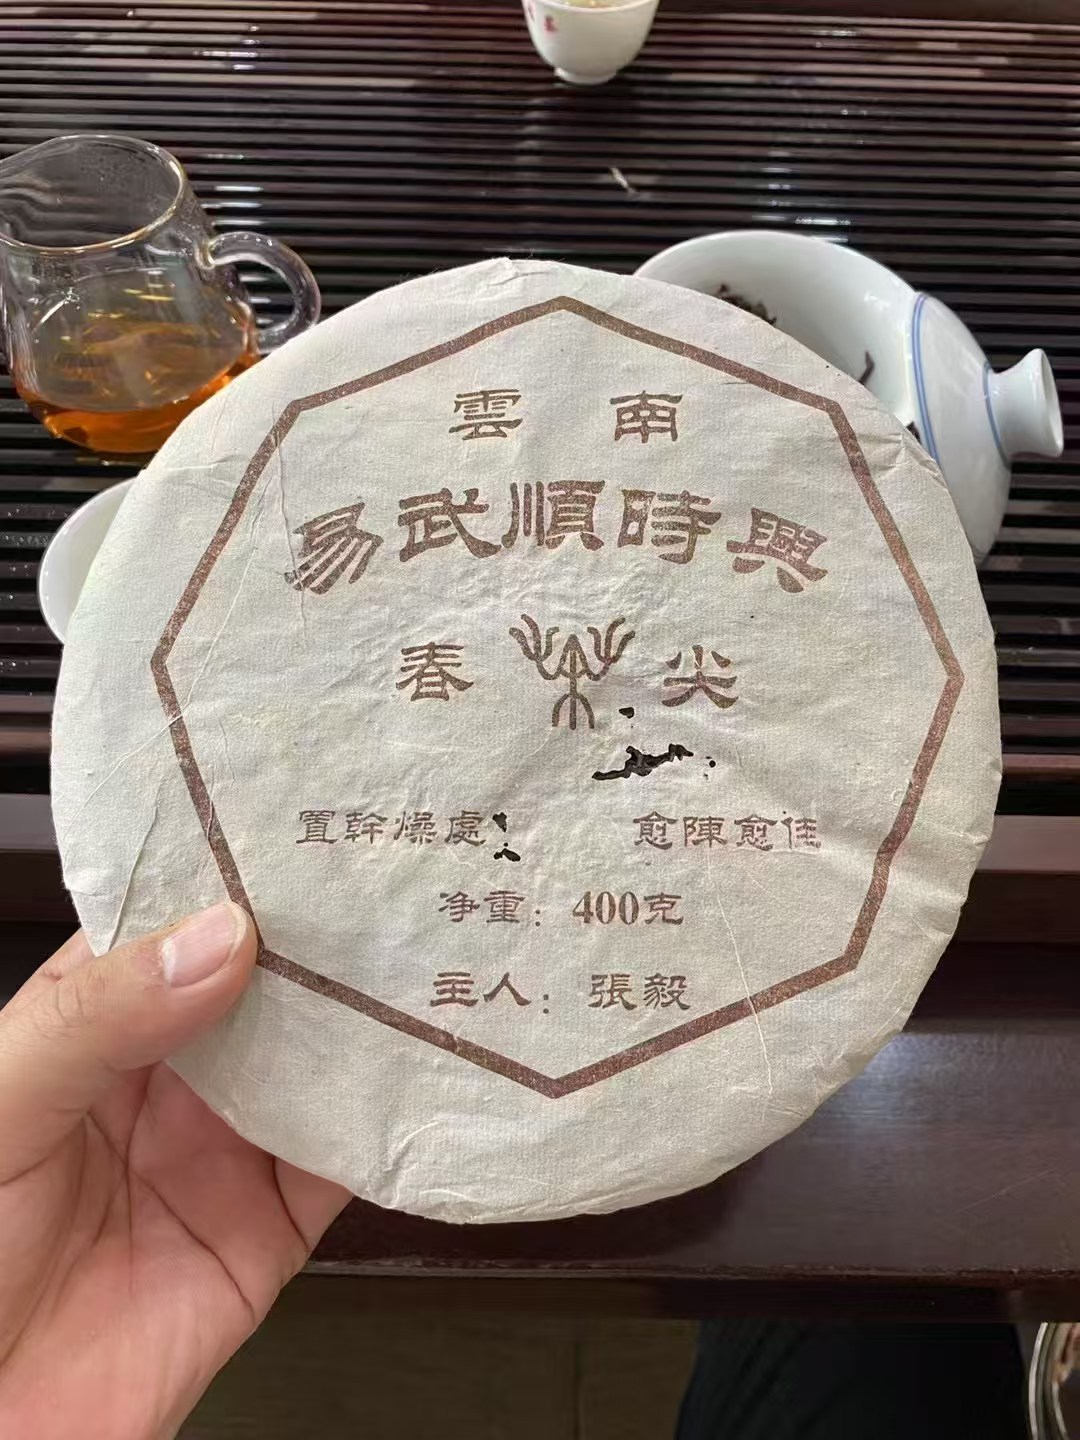 雲南
易武順時興
春尖
置幹燥處 愈陳愈佳
净重：400克
主人：張毅